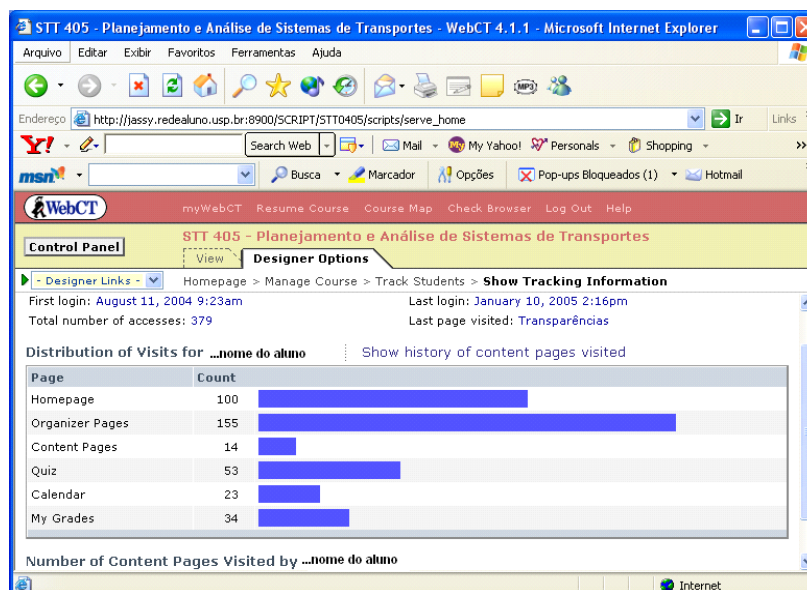 STT 405 - Planejamento e Análise de Sistemas de Transportes - WebCT 4.1.1 - Microsoft Internet Explorer
Arquivo Editar Exibir Favoritos Ferramentas Ajuda
MP3
Endereço http://jassy.redealuno.usp.br:8900/SCRIPT/STT0405/scripts/serve_home Ir Links
Y! Search Web Mail My Yahoo! Personals Shopping
msn Busca Marcador Opções Pop-ups Bloqueados (1) Hotmail
WebCT myWebCT Resume Course Course Map Check Browser Log Out Help
Control Panel STT 405 - Planejamento e Análise de Sistemas de Transportes
View Designer Options
- Designer Links - Homepage > Manage Course > Track Students > Show Tracking Information
First login: August 11, 2004 9:23am Last login: January 10, 2005 2:16pm
Total number of accesses: 379 Last page visited: Transparências
Distribution of Visits for ...nome do aluno Show history of content pages visited
Page Count
Homepage 100
Organizer Pages 155
Content Pages 14
Quiz 53
Calendar 23
My Grades 34
Number of Content Pages Visited by ...nome do aluno
Internet